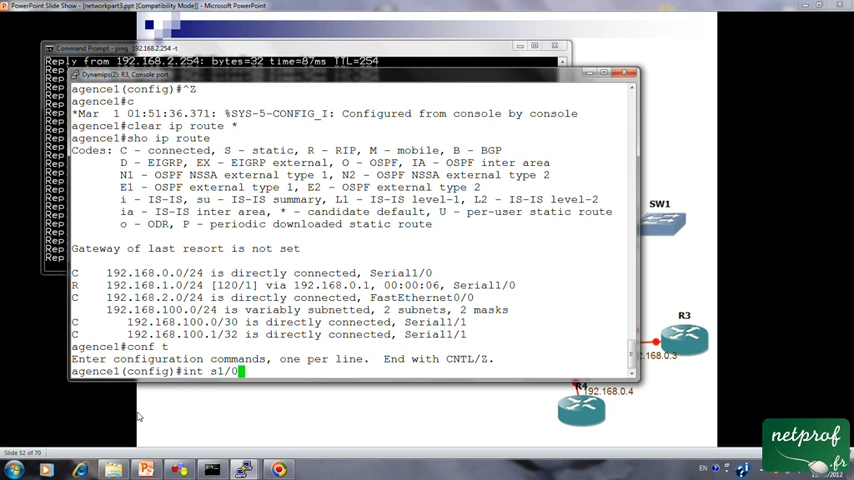 PowerPoint Slide Show - [networkpart3.ppt [Compatibility Mode]] - Microsoft PowerPoint
Command Prompt - ping 192.168.2.254 -t
Reply from 192.168.2.254: bytes=32 time=87ms TTL=254
Rep
Dynamips(2): R3, Console port
agence1(config)#^Z
agence1#c
*Mar  1 01:51:36.371: %SYS-5-CONFIG_I: Configured from console by console
agence1#clear ip route *
agence1#sho ip route
Codes: C - connected, S - static, R - RIP, M - mobile, B - BGP
D - EIGRP, EX - EIGRP external, O - OSPF, IA - OSPF inter area
N1 - OSPF NSSA external type 1, N2 - OSPF NSSA external type 2
E1 - OSPF external type 1, E2 - OSPF external type 2
i - IS-IS, su - IS-IS summary, L1 - IS-IS level-1, L2 - IS-IS level-2
ia - IS-IS inter area, * - candidate default, U - per-user static route
o - ODR, P - periodic downloaded static route
Gateway of last resort is not set
C 192.168.0.0/24 is directly connected, Serial1/0
R 192.168.1.0/24 [120/1] via 192.168.0.1, 00:00:06, Serial1/0
C 192.168.2.0/24 is directly connected, FastEthernet0/0
192.168.100.0/24 is variably subnetted, 2 subnets, 2 masks
C 192.168.100.0/30 is directly connected, Serial1/1
C 192.168.100.1/32 is directly connected, Serial1/1
agence1#conf t
Enter configuration commands, one per line.  End with CNTL/Z.
agence1(config)#int s1/0
SW1
R3
.0.3
R4
192.168.0.4
Slide 52 of 70
EN
netprof
.fr